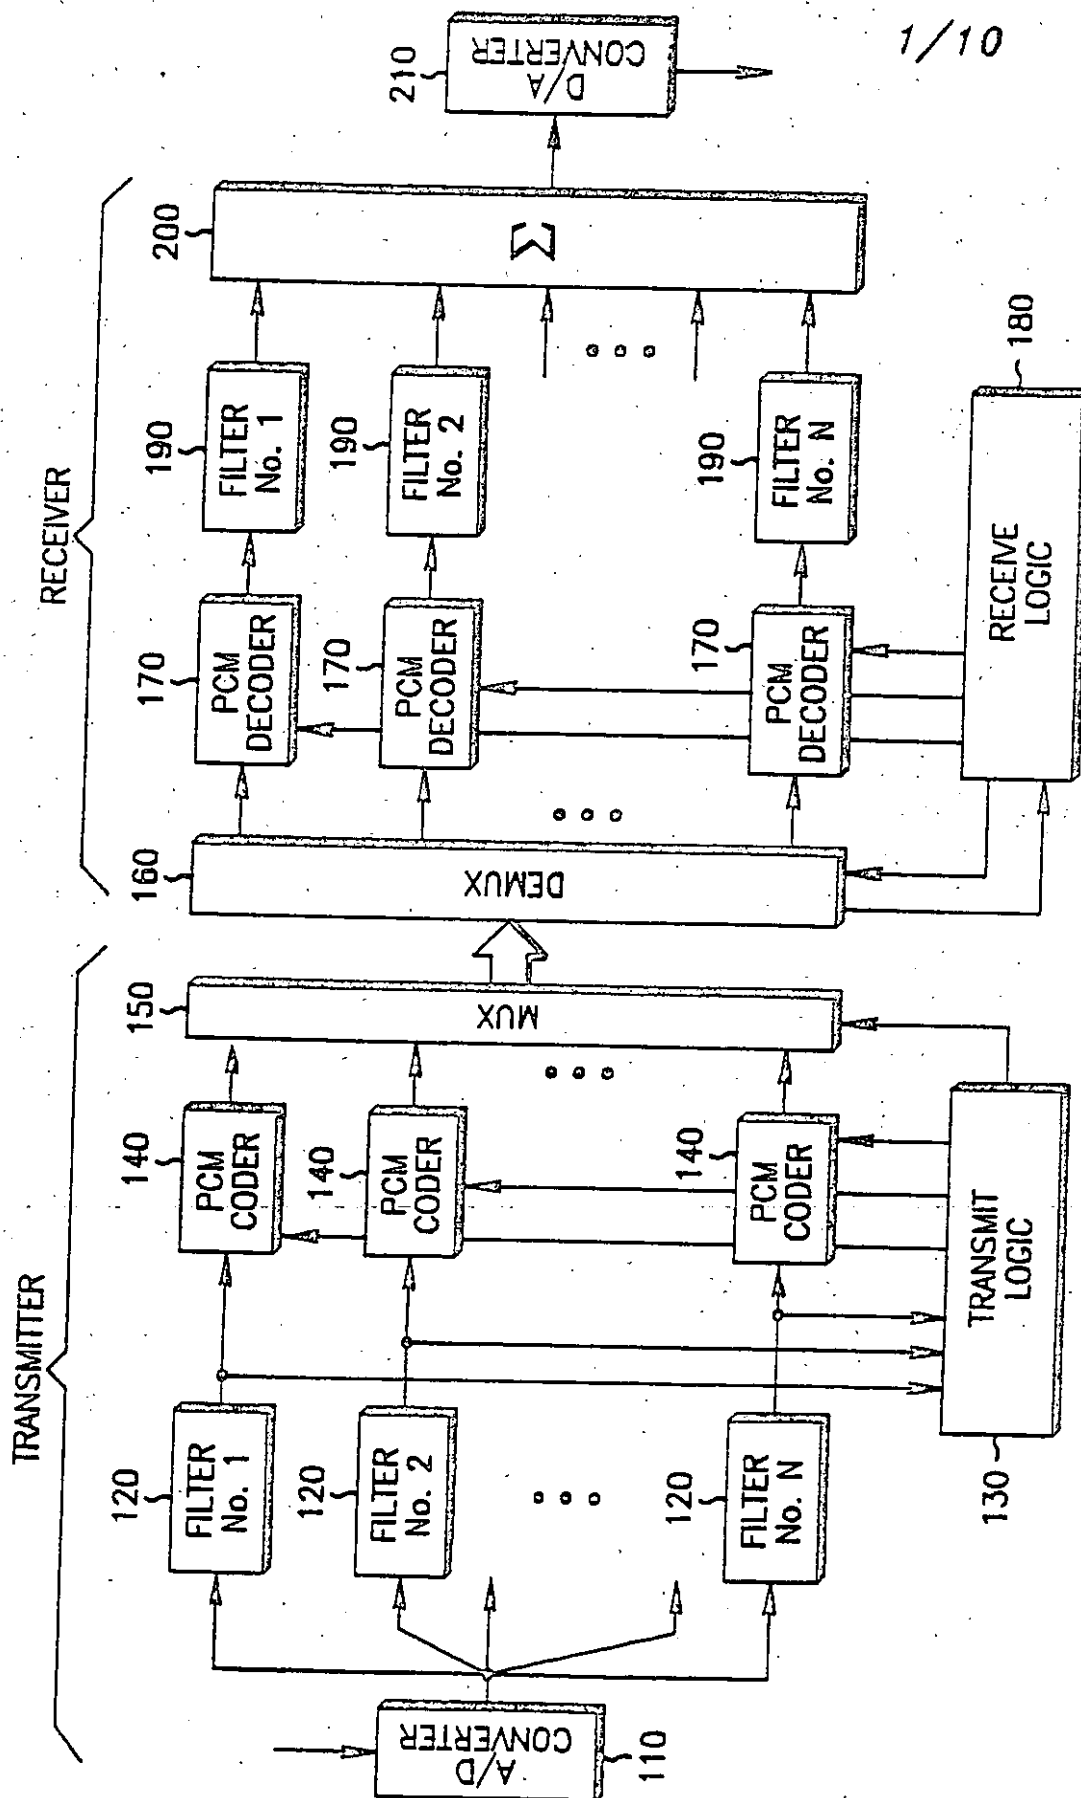 1/10
TRANSMITTER
RECEIVER
A/D
CONVERTER
110
120
FILTER
No. 1
120
FILTER
No. 2
120
FILTER
No. N
TRANSMIT
LOGIC
130
140
PCM
CODER
140
PCM
CODER
140
PCM
CODER
150
MUX
160
DEMUX
170
PCM
DECODER
170
PCM
DECODER
170
PCM
DECODER
RECEIVE
LOGIC
180
190
FILTER
No. 1
190
FILTER
No. 2
190
FILTER
No. N
200
Σ
210
D/A
CONVERTER